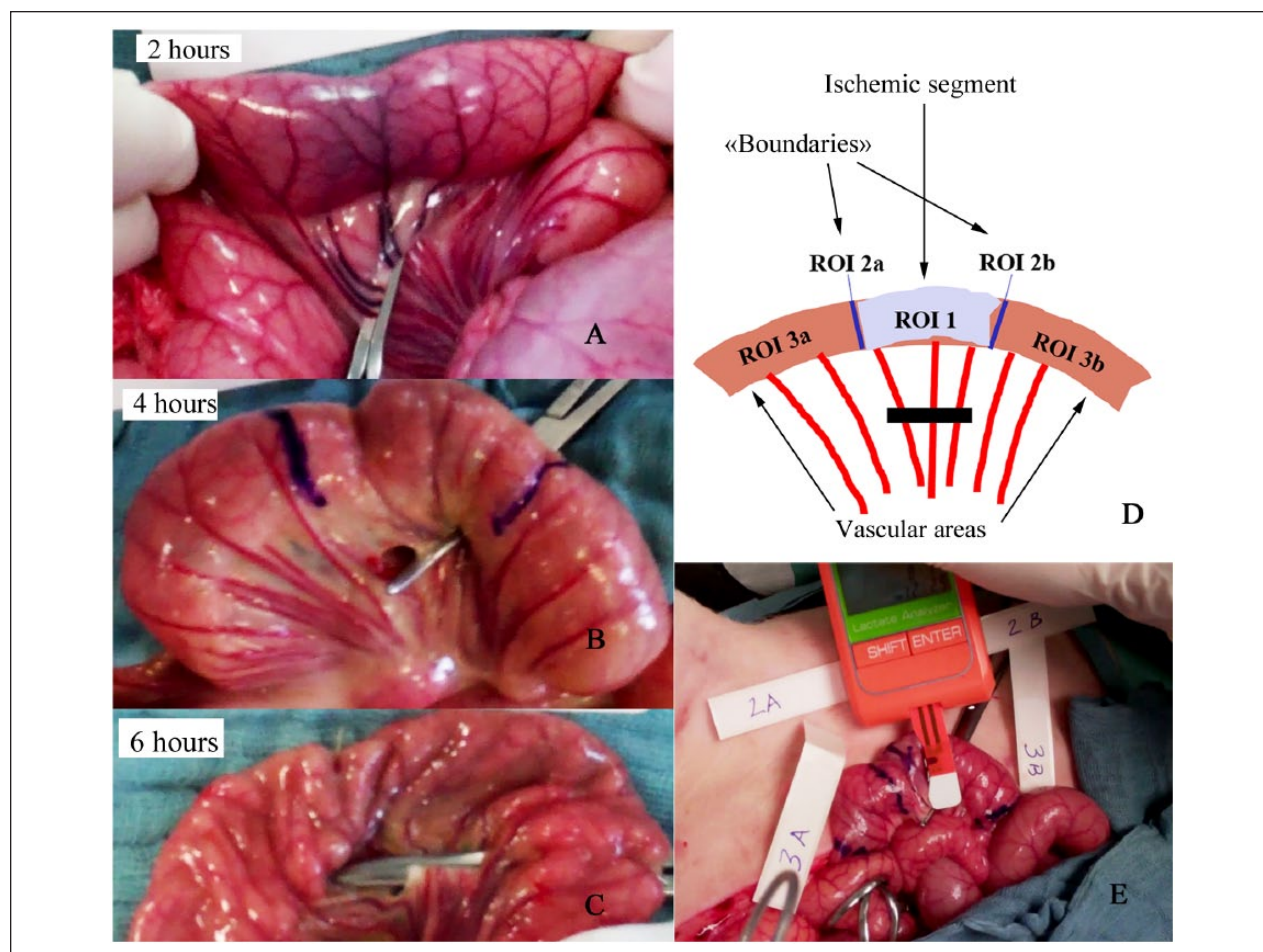 2 hours
A
4 hours
B
6 hours
C
Ischemic segment
«Boundaries»
ROI 2a
ROI 2b
ROI 1
ROI 3a
ROI 3b
Vascular areas
D
Lactate Analyzer
SHIFT ENTER
2A
2B
3B
3A
E